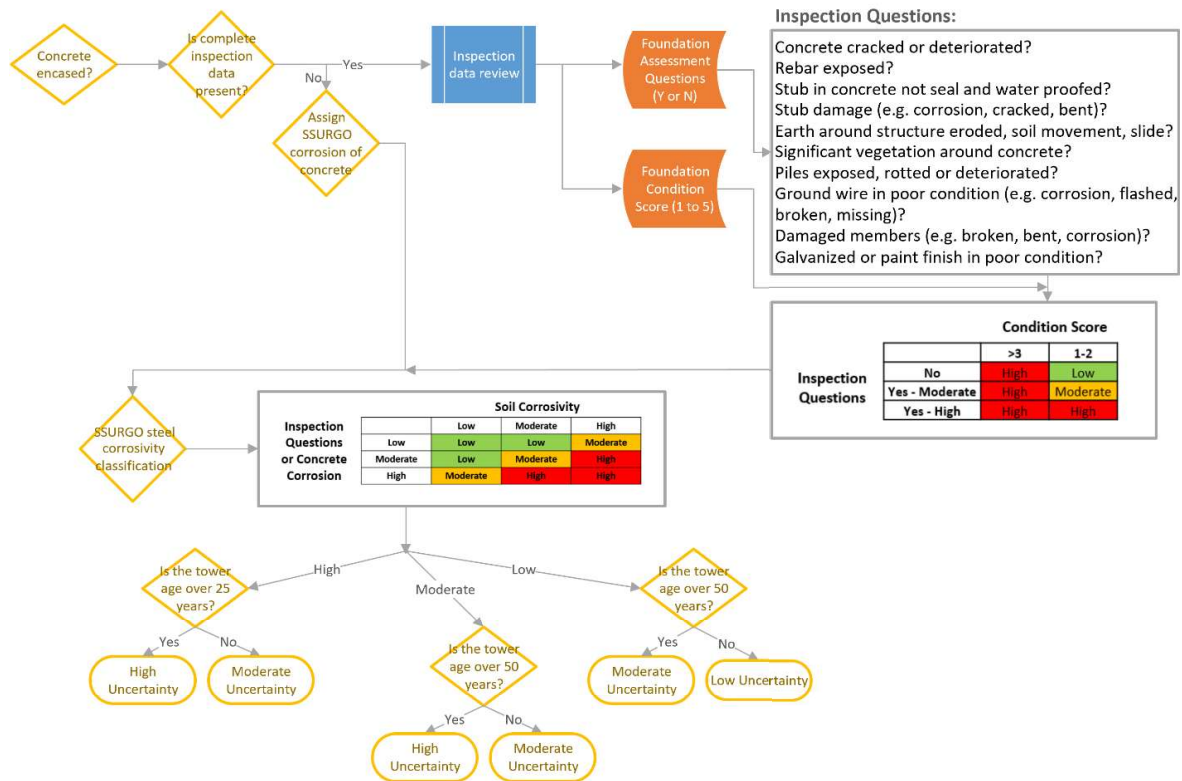 Inspection Questions:
Concrete
encased?
Is complete
inspection
data
present?
Yes
No
Inspection
data review
Foundation
Assessment
Questions
(Y or N)
Assign
SSURGO
corrosion of
concrete
Foundation
Condition
Score (1 to 5)
Concrete cracked or deteriorated?
Rebar exposed?
Stub in concrete not seal and water proofed?
Stub damage (e.g. corrosion, cracked, bent)?
Earth around structure eroded, soil movement, slide?
Significant vegetation around concrete?
Piles exposed, rotted or deteriorated?
Ground wire in poor condition (e.g. corrosion, flashed,
broken, missing)?
Damaged members (e.g. broken, bent, corrosion)?
Galvanized or paint finish in poor condition?
Condition Score
>3 1-2
Inspection
Questions
No High Low
Yes - Moderate High Moderate
Yes - High High High
SSURGO steel
corrosivity
classification
Soil Corrosivity
Inspection
Questions
or Concrete
Corrosion
Low Moderate High
Low Low Low Moderate
Moderate Low Moderate High
High Moderate High High
High
Moderate
Low
Is the tower
age over 25
years?
Yes
No
High
Uncertainty
Moderate
Uncertainty
Is the tower
age over 50
years?
Yes
No
High
Uncertainty
Moderate
Uncertainty
Is the tower
age over 50
years?
Yes
No
Moderate
Uncertainty
Low Uncertainty